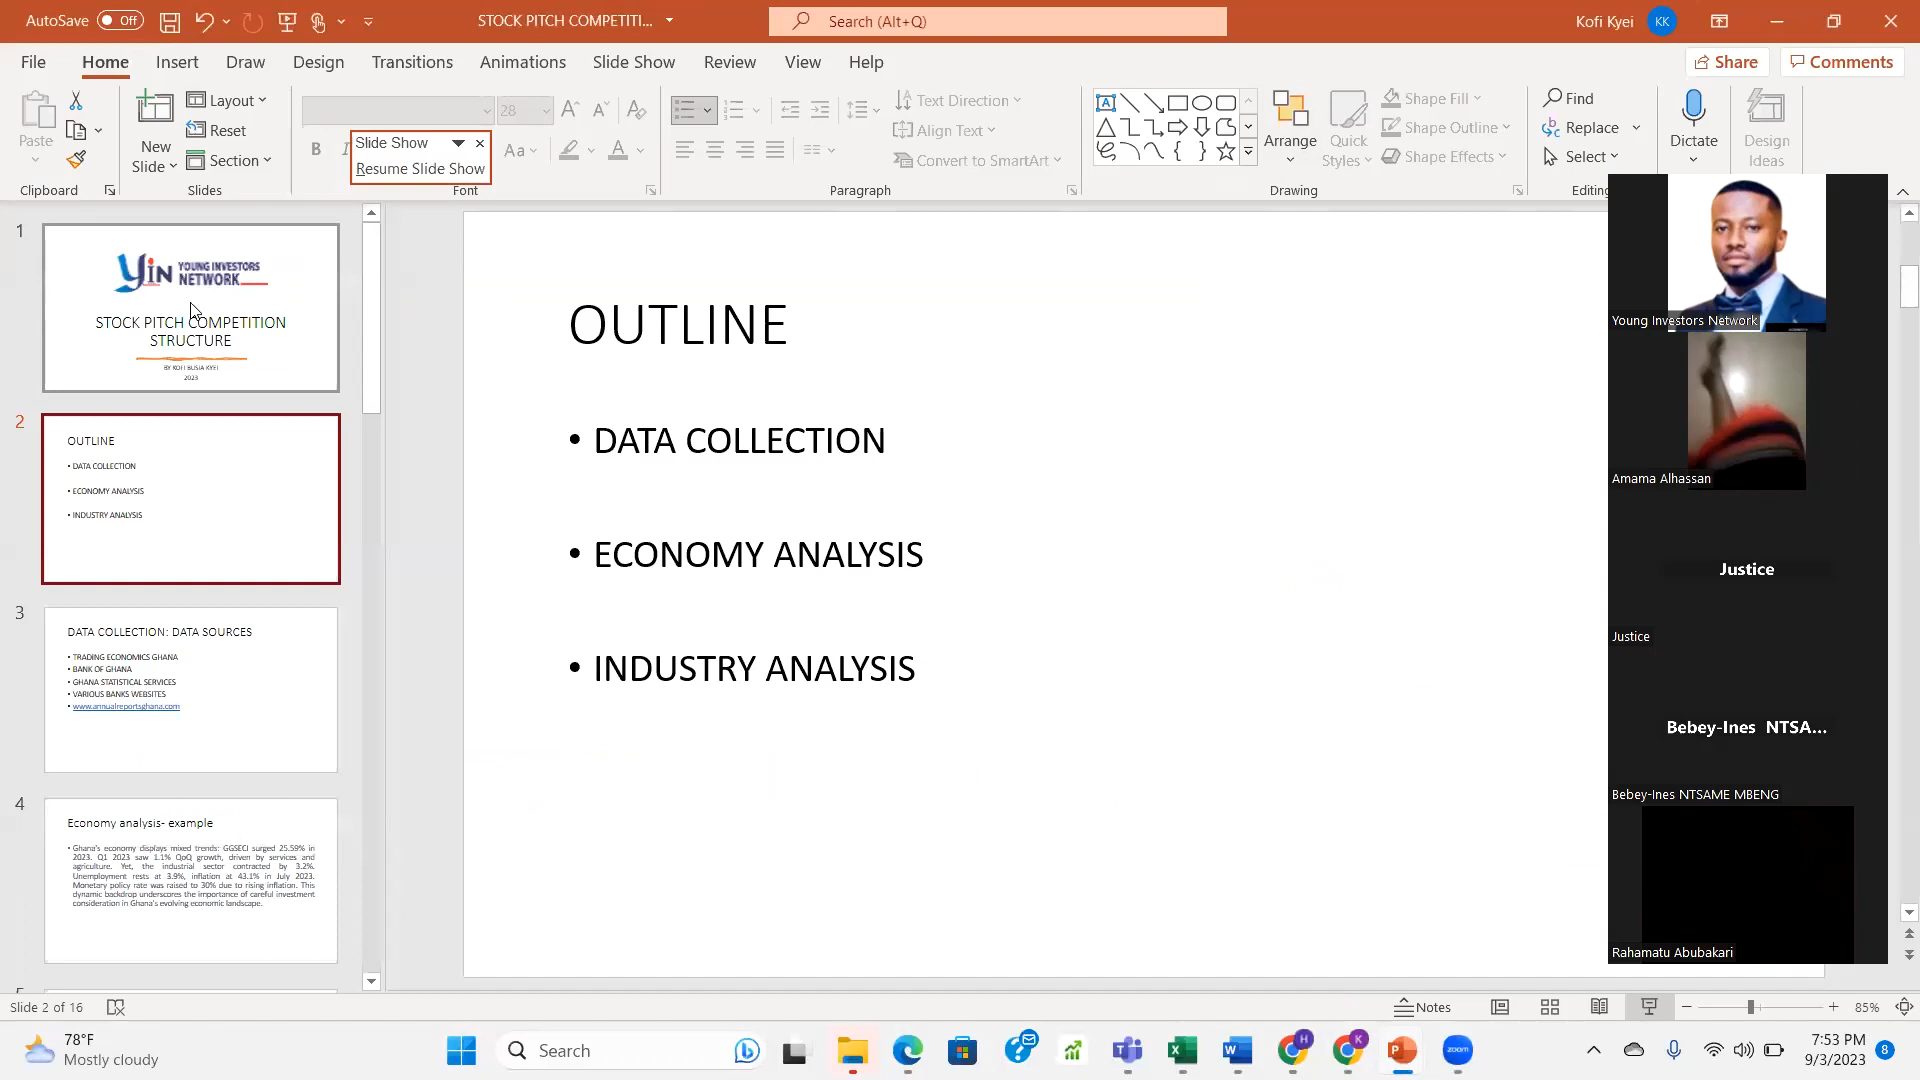 AutoSave Off
STOCK PITCH COMPETITI...
Search (Alt+Q)
Kofi Kyei KK
File Home Insert Draw Design Transitions Animations Slide Show Review View Help
Share Comments
Paste
New Slide
Layout
Reset
Section
28
B
Aa
A
Slide Show
Resume Slide Show
Text Direction
Align Text
Convert to SmartArt
Arrange
Quick Styles
Shape Fill
Shape Outline
Shape Effects
Find
Replace
Select
Dictate
Design Ideas
Clipboard Slides Font Paragraph Drawing Editing
1
YIN YOUNG INVESTORS NETWORK
STOCK PITCH COMPETITION
STRUCTURE
BY KOFI BUSIA KYEI
2023
2
OUTLINE
• DATA COLLECTION
• ECONOMY ANALYSIS
• INDUSTRY ANALYSIS
3
DATA COLLECTION: DATA SOURCES
• TRADING ECONOMICS GHANA
• BANK OF GHANA
• GHANA STATISTICAL SERVICES
• VARIOUS BANKS WEBSITES
• www.annualreportsghana.com
4
Economy analysis- example
• Ghana's economy displays mixed trends: GGSECI surged 25.59% in
2023. Q1 2023 saw 1.1% QoQ growth, driven by services and
agriculture. Yet, the industrial sector contracted by 3.2%.
Unemployment rests at 3.9%, inflation at 43.1% in July 2023.
Monetary policy rate was raised to 30% due to rising inflation. This
dynamic backdrop underscores the importance of careful investment
consideration in Ghana's evolving economic landscape.
OUTLINE
• DATA COLLECTION
• ECONOMY ANALYSIS
• INDUSTRY ANALYSIS
Young Investors Network
Amama Alhassan
Justice
Justice
Bebey-Ines NTSA...
Bebey-Ines NTSAME MBENG
Rahamatu Abubakari
Slide 2 of 16
Notes
85%
78°F
Mostly cloudy
Search
zoom
7:53 PM
9/3/2023
8